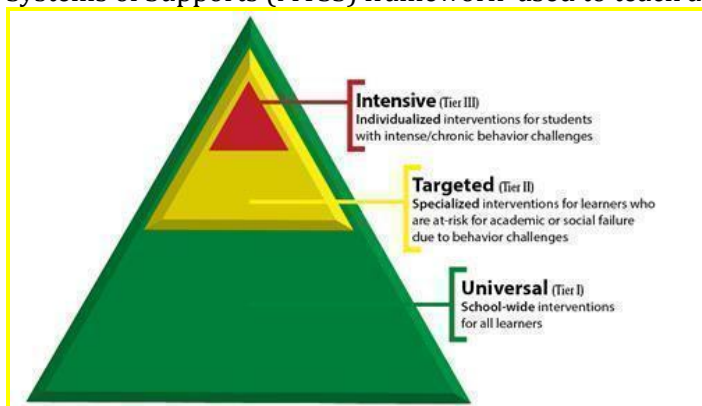 Systems of Supports (MTSS) framework used to teach a
Intensive (Tier III)
Individualized interventions for students
with intense/chronic behavior challenges
Targeted (Tier II)
Specialized interventions for learners who
are at-risk for academic or social failure
due to behavior challenges
Universal (Tier I)
School-wide interventions
for all learners